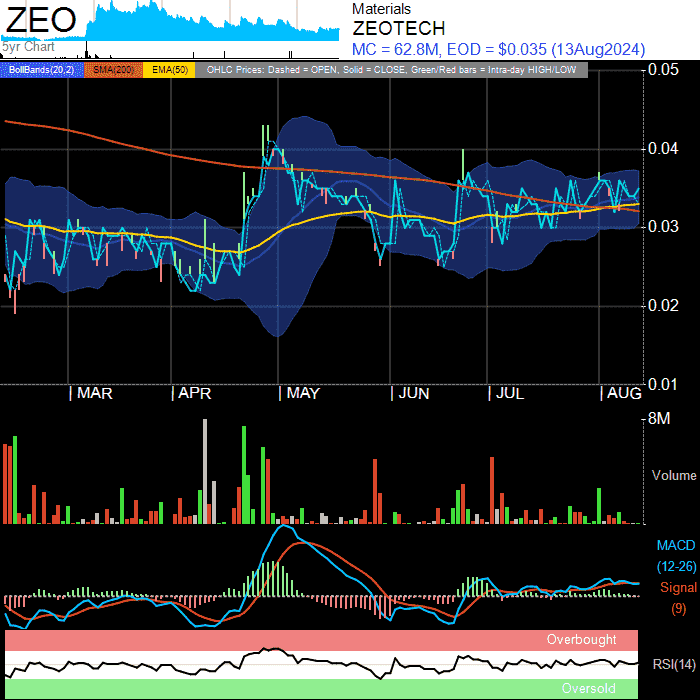 ZEO
5yr Chart
Materials
ZEOTECH
MC = 62.8M, EOD = $0.035 (13Aug2024)
BollBands(20,2) SMA(200) EMA(50) OHLC Prices: Dashed = OPEN, Solid = CLOSE, Green/Red bars = Intra-day HIGH/LOW
0.05
0.04
0.03
0.02
0.01
| MAR | APR | MAY | JUN | JUL | AUG
8M
Volume
MACD
(12-26)
Signal
(9)
Overbought
RSI(14)
Oversold